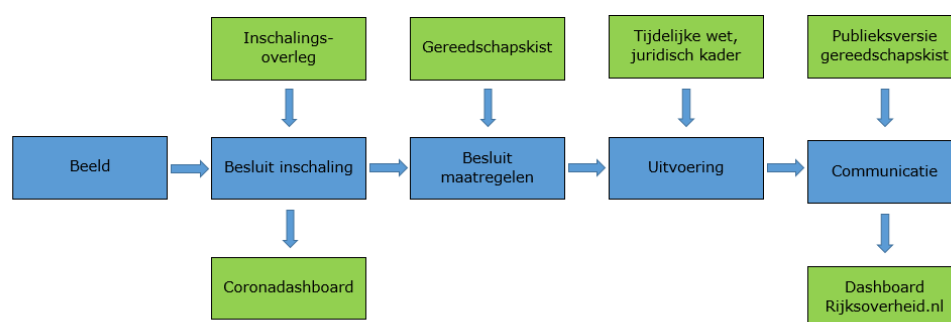 Inschalings-
overleg
Gereedschapskist
Tijdelijke wet,
juridisch kader
Publieksversie
gereedschapskist
Beeld
Besluit inschaling
Besluit
maatregelen
Uitvoering
Communicatie
Coronadashboard
Dashboard
Rijksoverheid.nl